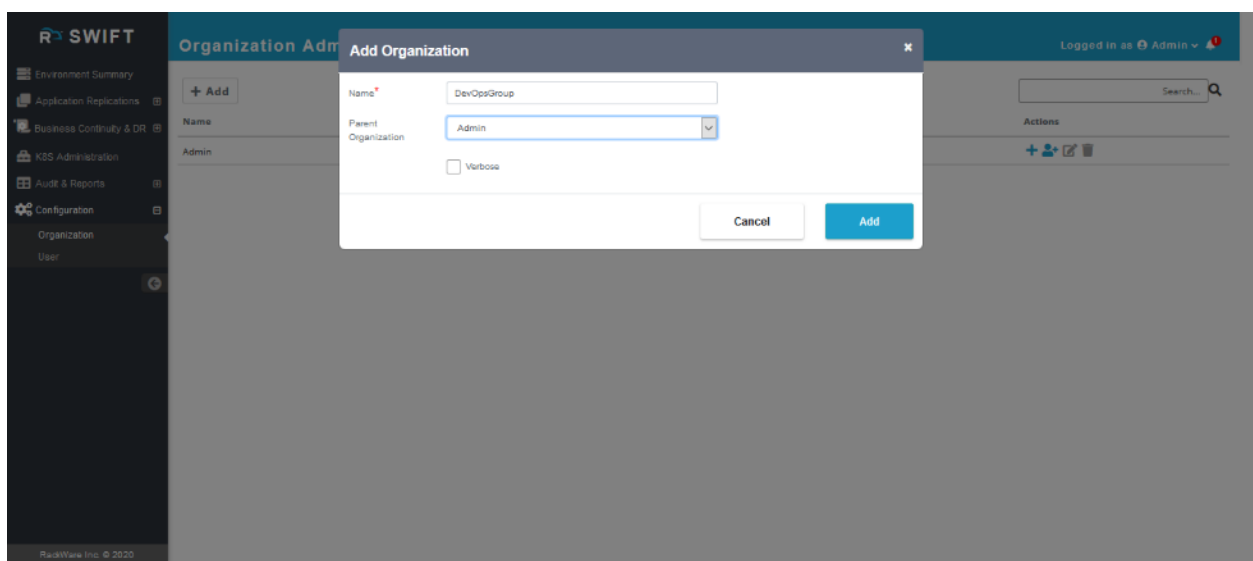 SWIFT
Environment Summary
Application Replications
Business Continuity & DR
K8S Administration
Audit & Reports
Configuration
Organization
User
RackWare Inc. © 2020
Organization Adm
Logged in as Admin
+ Add
Search...
Name
Actions
Admin
Add Organization
Name*
DevOpsGroup
Parent
Organization
Admin
Verbose
Cancel
Add